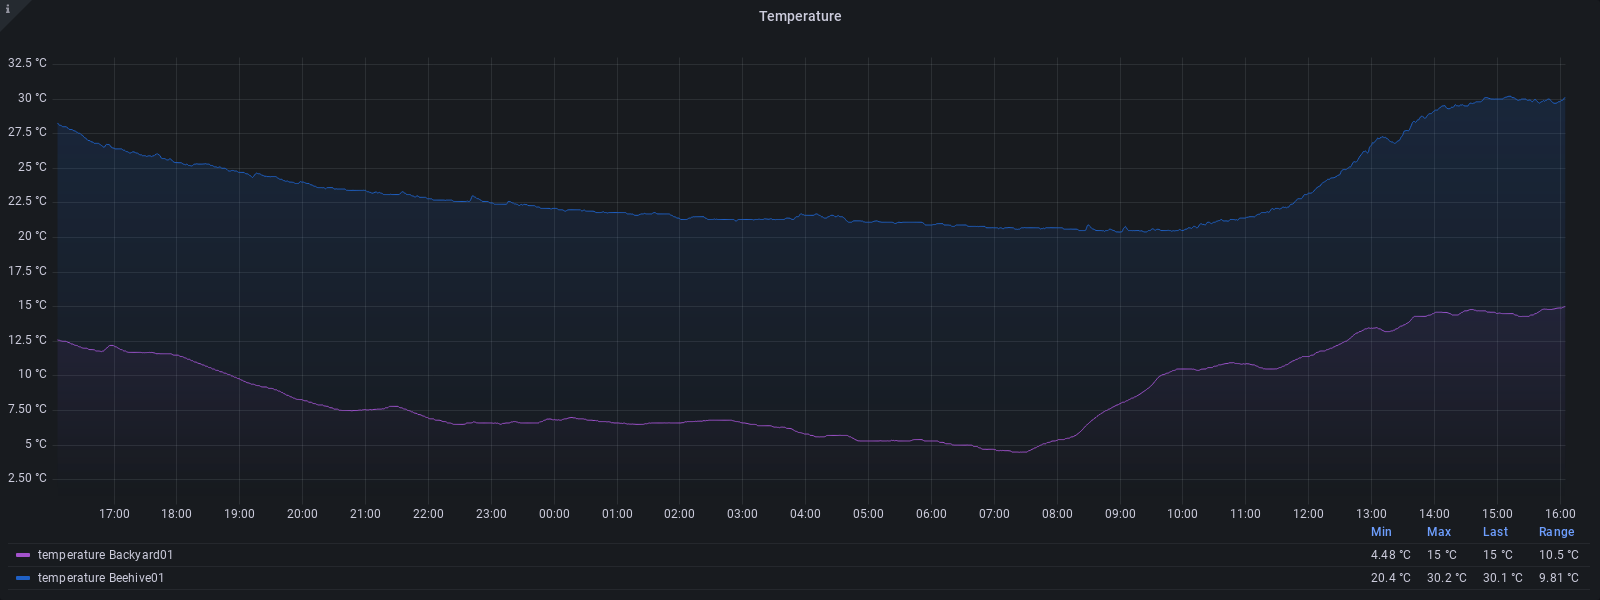 i
Temperature
32.5 °C
30 °C
27.5 °C
25 °C
22.5 °C
20 °C
17.5 °C
15 °C
12.5 °C
10 °C
7.50 °C
5 °C
2.50 °C
17:00 18:00 19:00 20:00 21:00 22:00 23:00 00:00 01:00 02:00 03:00 04:00 05:00 06:00 07:00 08:00 09:00 10:00 11:00 12:00 13:00 14:00 15:00 16:00
Min Max Last Range
temperature Backyard01 4.48 °C 15 °C 15 °C 10.5 °C
temperature Beehive01 20.4 °C 30.2 °C 30.1 °C 9.81 °C